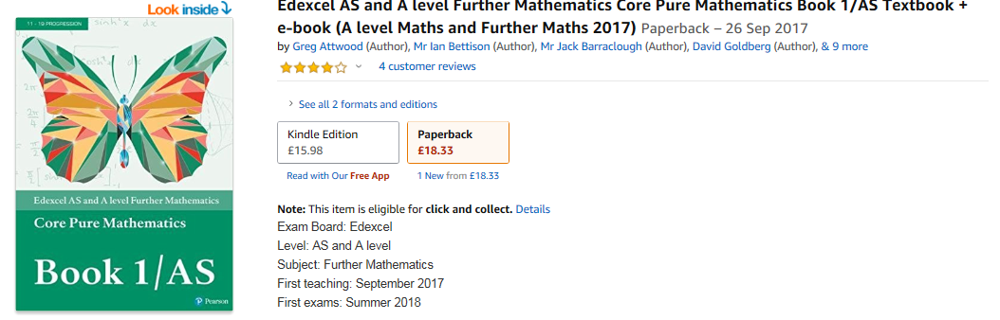 Look inside
11 - 19 PROGRESSION
sinh²x dx
Edexcel AS and A level Further Mathematics
Core Pure Mathematics
Book 1/AS
Pearson
Edexcel AS and A level Further Mathematics Core Pure Mathematics Book 1/AS Textbook +
e-book (A level Maths and Further Maths 2017) Paperback – 26 Sep 2017
by Greg Attwood (Author), Mr Ian Bettison (Author), Mr Jack Barraclough (Author), David Goldberg (Author), & 9 more
4 customer reviews
See all 2 formats and editions
Kindle Edition
£15.98
Paperback
£18.33
Read with Our Free App
1 New from £18.33
Note: This item is eligible for click and collect. Details
Exam Board: Edexcel
Level: AS and A level
Subject: Further Mathematics
First teaching: September 2017
First exams: Summer 2018